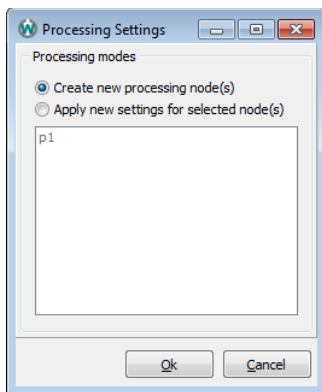 Processing Settings
Processing modes
Create new processing node(s)
Apply new settings for selected node(s)
p1
Ok
Cancel